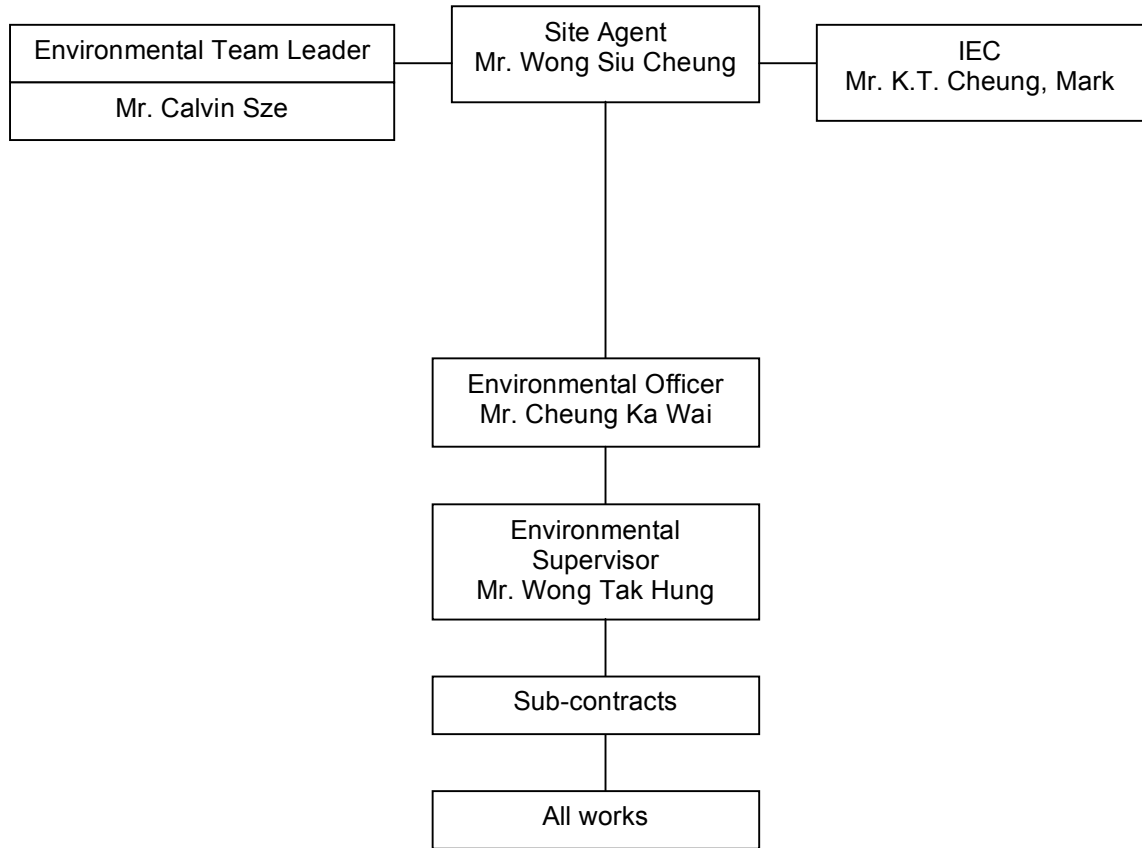 Environmental Team Leader
Mr. Calvin Sze
Site Agent
Mr. Wong Siu Cheung
IEC
Mr. K.T. Cheung, Mark
Environmental Officer
Mr. Cheung Ka Wai
Environmental
Supervisor
Mr. Wong Tak Hung
Sub-contracts
All works